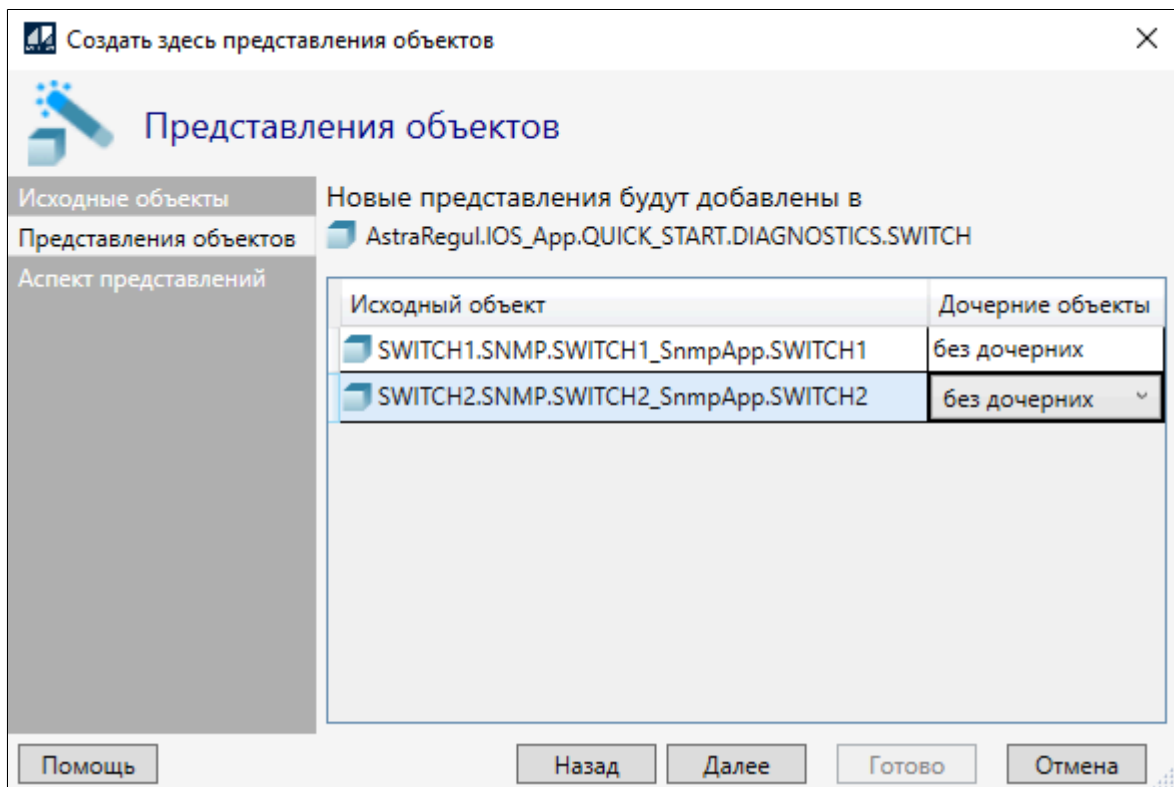 Создать здесь представления объектов
Представления объектов
Исходные объекты
Представления объектов
Аспект представлений
Новые представления будут добавлены в
AstraRegul.IOS_App.QUICK_START.DIAGNOSTICS.SWITCH
Исходный объект Дочерние объекты
SWITCH1.SNMP.SWITCH1_SnmpApp.SWITCH1 без дочерних
SWITCH2.SNMP.SWITCH2_SnmpApp.SWITCH2 без дочерних
Помощь Назад Далее Готово Отмена